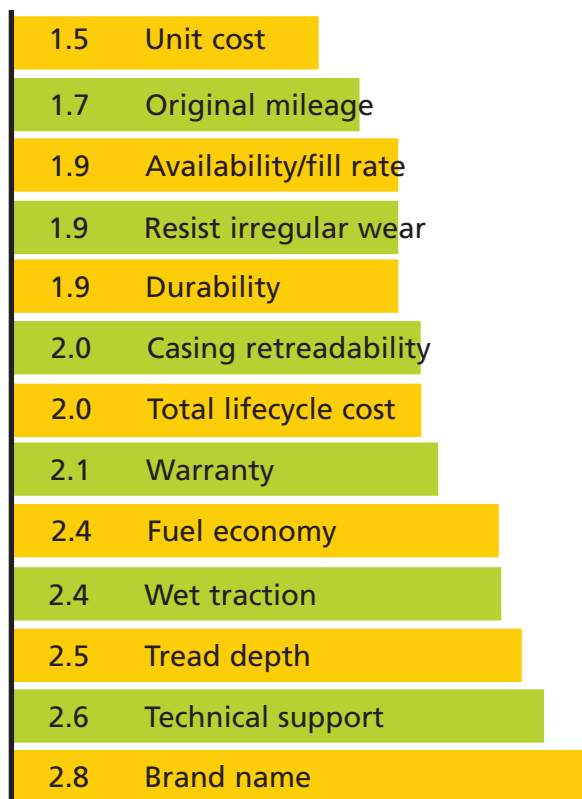 1.5 Unit cost
1.7 Original mileage
1.9 Availability/fill rate
1.9 Resist irregular wear
1.9 Durability
2.0 Casing retreadability
2.0 Total lifecycle cost
2.1 Warranty
2.4 Fuel economy
2.4 Wet traction
2.5 Tread depth
2.6 Technical support
2.8 Brand name